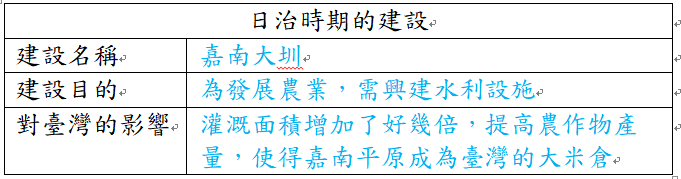 日治時期的建設
建設名稱 嘉南大圳
建設目的 為發展農業，需興建水利設施
對臺灣的影響 灌溉面積增加了好幾倍，提高農作物產
量，使得嘉南平原成為臺灣的大米倉